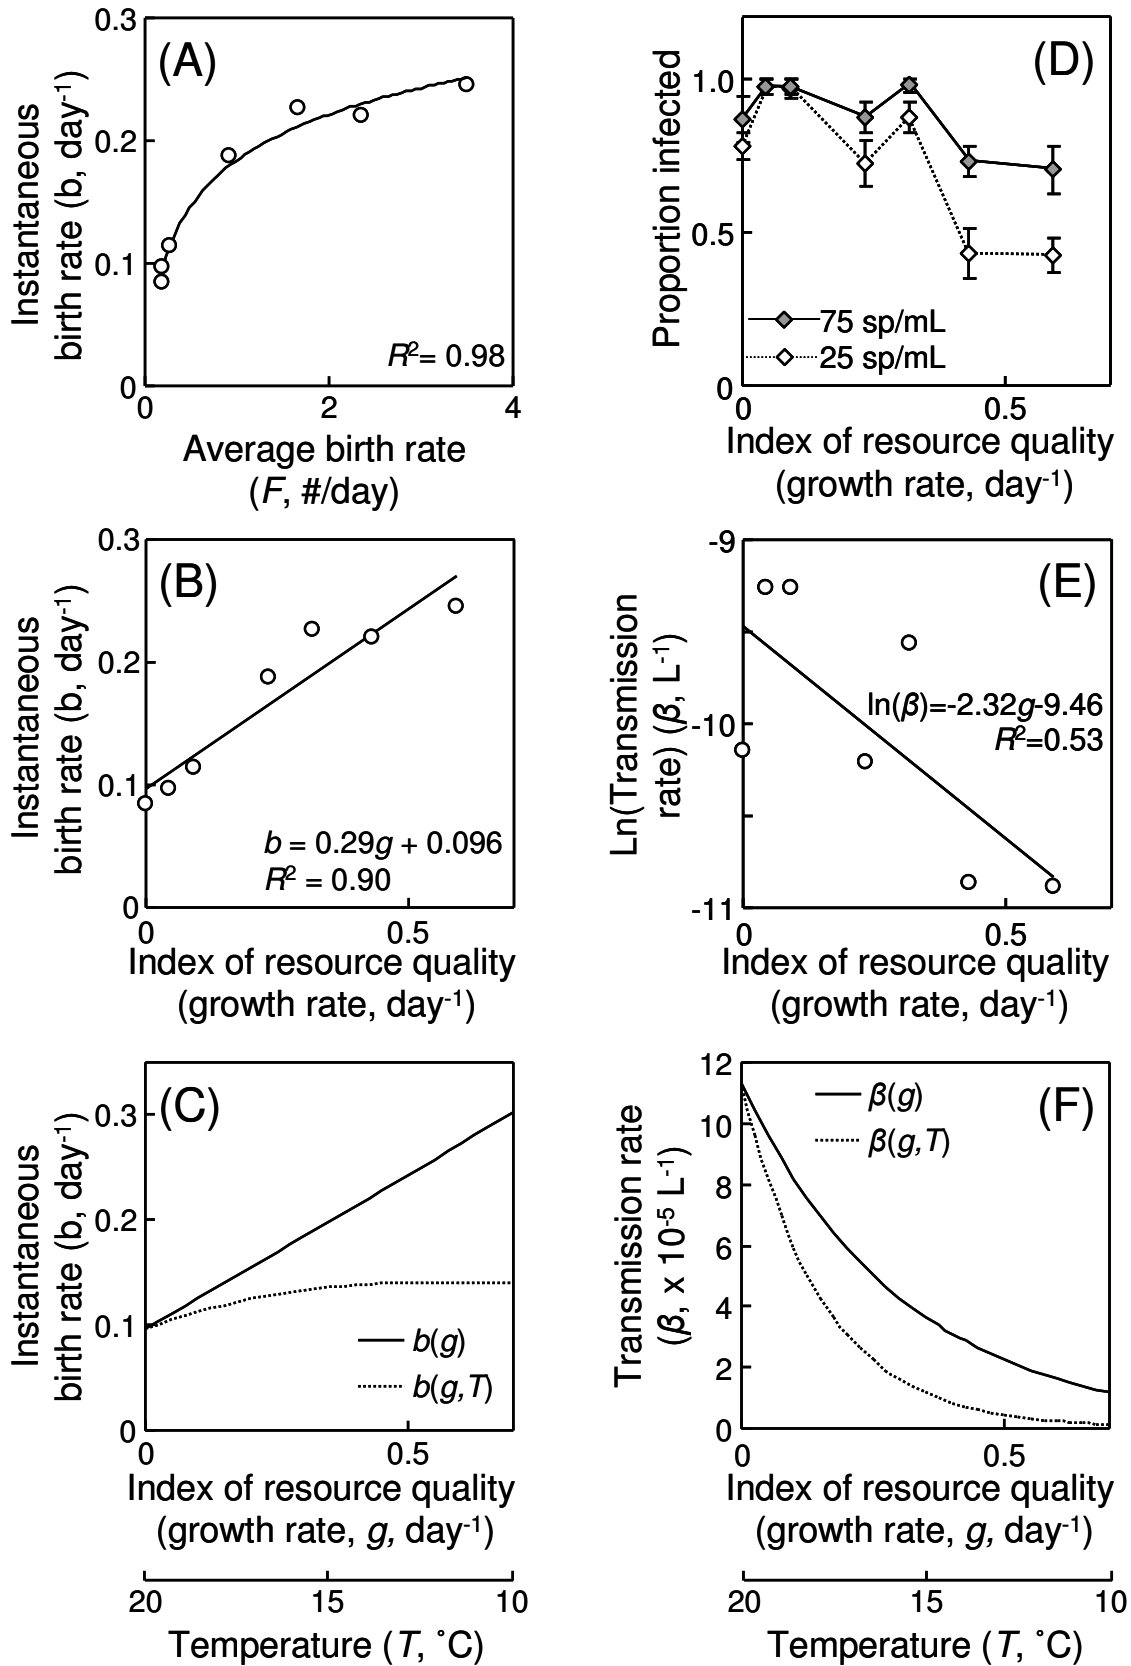 (A)
Instantaneous
birth rate (b, day-1)
0.3
0.2
0.1
0
R2= 0.98
0
2
4
Average birth rate
(F, #/day)
(D)
Proportion infected
1.0
0.5
0
75 sp/mL
25 sp/mL
0
0.5
Index of resource quality
(growth rate, day-1)
(B)
Instantaneous
birth rate (b, day-1)
0.3
0.2
0.1
0
b = 0.29g + 0.096
R2 = 0.90
0
0.5
Index of resource quality
(growth rate, day-1)
(E)
Ln(Transmission
rate) (β, L-1)
-9
-10
-11
ln(β)=-2.32g-9.46
R2=0.53
0
0.5
Index of resource quality
(growth rate, day-1)
(C)
Instantaneous
birth rate (b, day-1)
0.3
0.2
0.1
0
b(g)
b(g,T)
0
0.5
Index of resource quality
(growth rate, g, day-1)
20
15
10
Temperature (T, ˚C)
(F)
Transmission rate
(β, x 10-5 L-1)
12
10
8
6
4
2
0
β(g)
β(g,T)
0
0.5
Index of resource quality
(growth rate, g, day-1)
20
15
10
Temperature (T, ˚C)